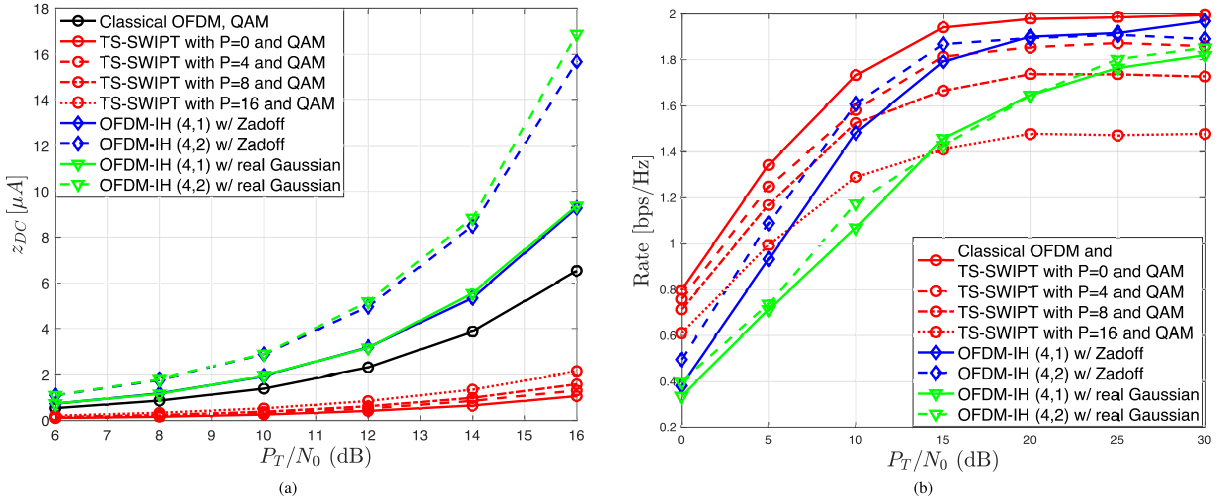 18
16
14
12
10
8
6
4
2
0
z_DC [μA]
Classical OFDM, QAM
TS-SWIPT with P=0 and QAM
TS-SWIPT with P=4 and QAM
TS-SWIPT with P=8 and QAM
TS-SWIPT with P=16 and QAM
OFDM-IH (4,1) w/ Zadoff
OFDM-IH (4,2) w/ Zadoff
OFDM-IH (4,1) w/ real Gaussian
OFDM-IH (4,2) w/ real Gaussian
6 7 8 9 10 11 12 13 14 15 16
P_T/N_0 (dB)
(a)
2
1.8
1.6
1.4
1.2
1
0.8
0.6
0.4
0.2
Rate [bps/Hz]
Classical OFDM and
TS-SWIPT with P=0 and QAM
TS-SWIPT with P=4 and QAM
TS-SWIPT with P=8 and QAM
TS-SWIPT with P=16 and QAM
OFDM-IH (4,1) w/ Zadoff
OFDM-IH (4,2) w/ Zadoff
OFDM-IH (4,1) w/ real Gaussian
OFDM-IH (4,2) w/ real Gaussian
0 5 10 15 20 25 30
P_T/N_0 (dB)
(b)